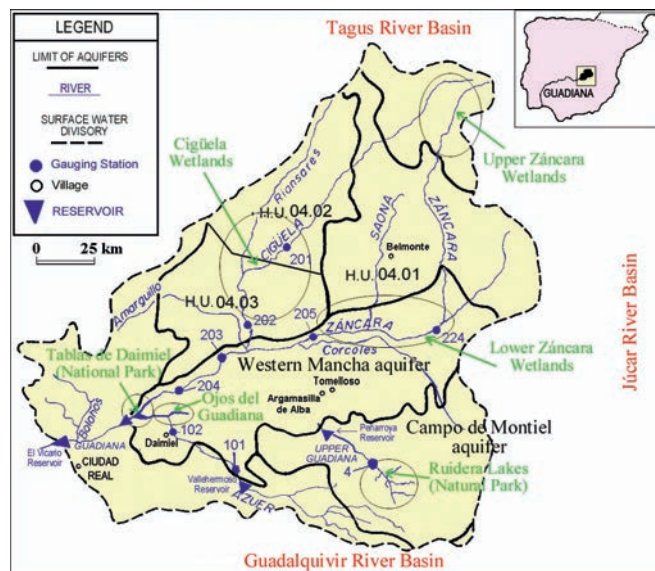 Tagus River Basin
LEGEND
LIMIT OF AQUIFERS
RIVER
SURFACE WATER
DIVISORY
Gauging Station
Village
RESERVOIR
0 25 km
GUADIANA
Cigüela
Wetlands
Riansares
Upper Záncara
Wetlands
H.U. 04.02
CIGÜELA
201
SAONA
ZÁNCARA
Belmonte
H.U. 04.01
H.U. 04.03
Amarguillo
202
205
203
ZÁNCARA
224
Corcoles
Júcar River Basin
Tablas de Daimiel
(National Park)
Western Mancha aquifer
Lower Záncara
Wetlands
204
Tomelloso
Argamasilla
de Alba
Ojos del
Guadiana
Bolaños
GUADIANA
102
Daimiel
El Vicario
Reservoir
CIUDAD
REAL
101
Peñarroya
Reservoir
Campo de Montiel
aquifer
UPPER
GUADIANA
4
Vallehermoso
Reservoir
AZUER
Ruidera Lakes
(Natural Park)
Guadalquivir River Basin